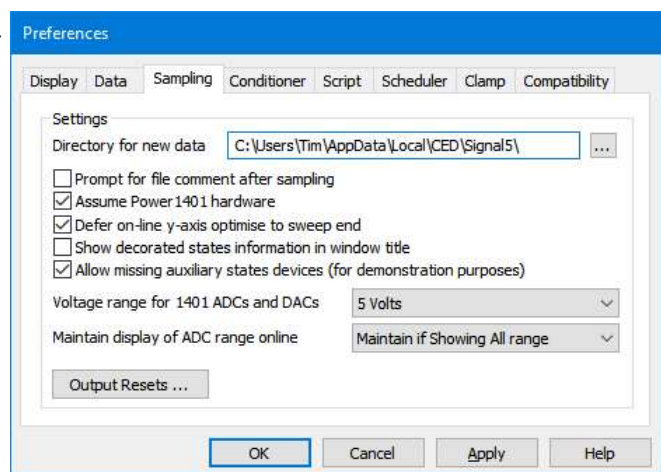 Preferences
Display Data Sampling Conditioner Script Scheduler Clamp Compatibility
Settings
Directory for new data C:\Users\Tim\AppData\Local\CED\Signal5\ ...
Prompt for file comment after sampling
Assume Power1401 hardware
Defer on-line y-axis optimise to sweep end
Show decorated states information in window title
Allow missing auxiliary states devices (for demonstration purposes)
Voltage range for 1401 ADCs and DACs 5 Volts
Maintain display of ADC range online Maintain if Showing All range
Output Resets ...
OK Cancel Apply Help